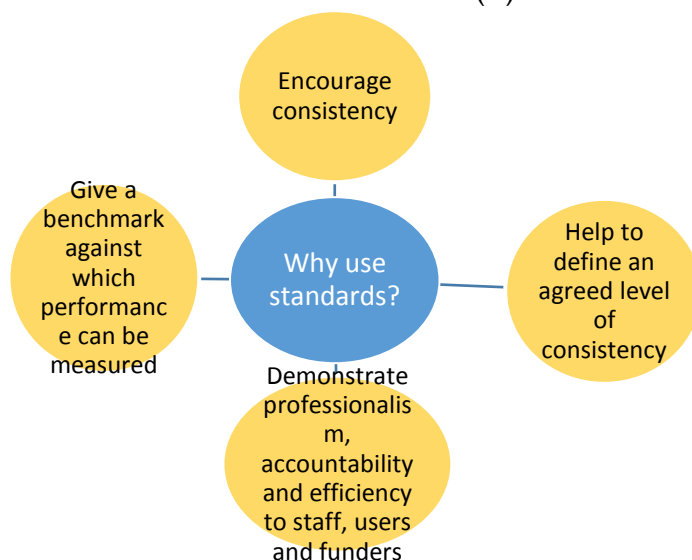 Encourage
consistency
Give a
benchmark
against
which
performanc
e can be
measured
Why use
standards?
Help to
define an
agreed level
of
consistency
Demonstrate
professionalis
m,
accountability
and efficiency
to staff, users
and funders